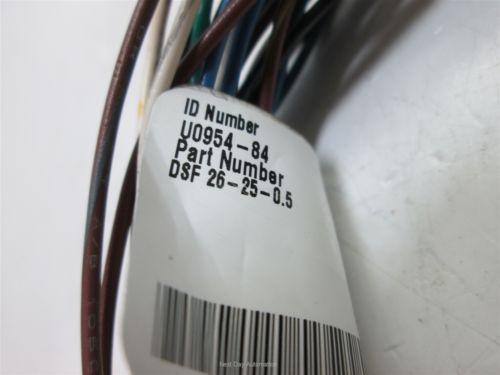 ID Number
U0954-84
Part Number
DSF 26-25-0.5
Next Day Automation